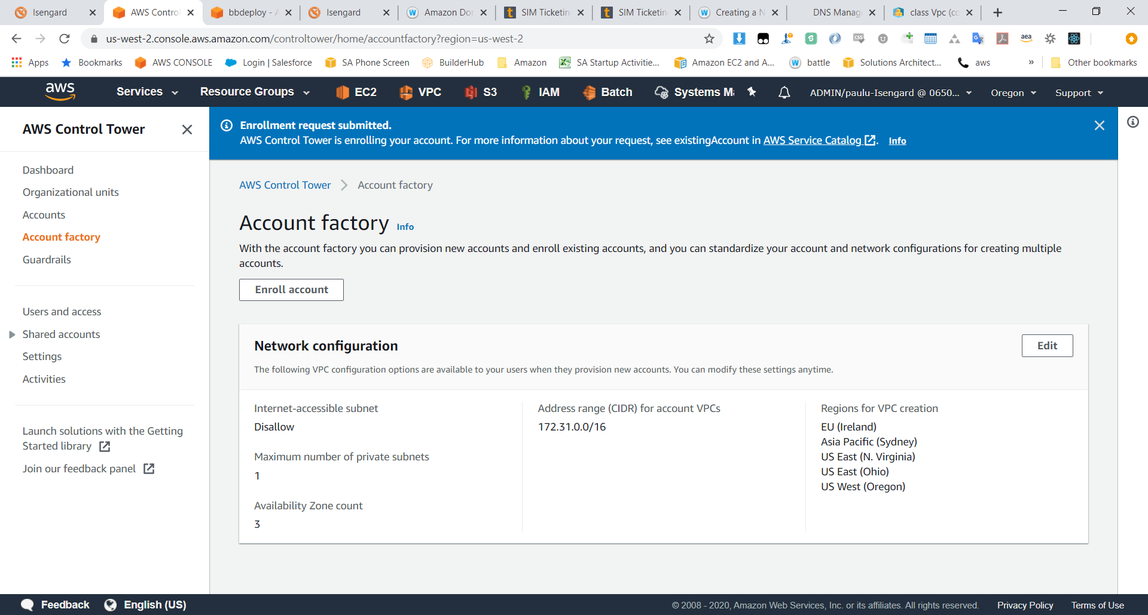 Isengard
AWS Contro
bbdeploy - A
Isengard
Amazon Do
SIM Ticketin
SIM Ticketin
Creating a N
DNS Manag
class Vpc (co
us-west-2.console.aws.amazon.com/controltower/home/accountfactory?region=us-west-2
Apps
Bookmarks
AWS CONSOLE
Login | Salesforce
SA Phone Screen
BuilderHub
Amazon
SA Startup Activitie...
Amazon EC2 and A...
battle
Solutions Architect...
aws
»
Other bookmarks
aws
Services
Resource Groups
EC2
VPC
S3
IAM
Batch
Systems M
ADMIN/paulu-Isengard @ 0650...
Oregon
Support
AWS Control Tower
Dashboard
Organizational units
Accounts
Account factory
Guardrails
Users and access
Shared accounts
Settings
Activities
Launch solutions with the Getting
Started library
Join our feedback panel
Enrollment request submitted.
AWS Control Tower is enrolling your account. For more information about your request, see existingAccount in AWS Service Catalog. Info
AWS Control Tower > Account factory
Account factory Info
With the account factory you can provision new accounts and enroll existing accounts, and you can standardize your account and network configurations for creating multiple
accounts.
Enroll account
Network configuration
Edit
The following VPC configuration options are available to your users when they provision new accounts. You can modify these settings anytime.
Internet-accessible subnet
Disallow
Maximum number of private subnets
1
Availability Zone count
3
Address range (CIDR) for account VPCs
172.31.0.0/16
Regions for VPC creation
EU (Ireland)
Asia Pacific (Sydney)
US East (N. Virginia)
US East (Ohio)
US West (Oregon)
Feedback
English (US)
© 2008 - 2020, Amazon Web Services, Inc. or its affiliates. All rights reserved.
Privacy Policy
Terms of Use